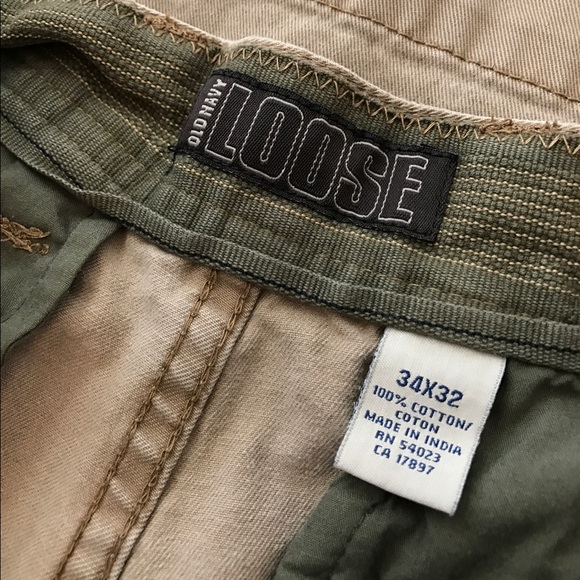 OLD NAVY
LOOSE
34X32
100% COTTON/
COTON
MADE IN INDIA
RN 54023
CA 17897